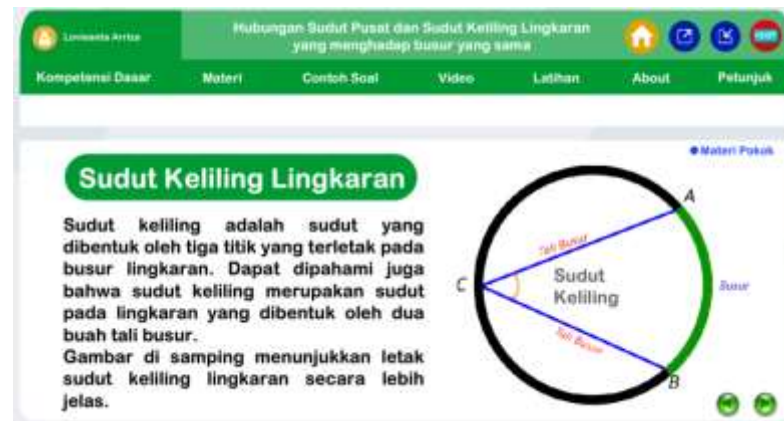 Hubungan Sudut Pusat dan Sudut Keliling Lingkaran
yang menghadap busur yang sama
Kompetensi Dasar Materi Contoh Soal Video Latihan About Petunjuk
Materi Pokok
Sudut Keliling Lingkaran
Sudut keliling adalah sudut yang
dibentuk oleh tiga titik yang terletak pada
busur lingkaran. Dapat dipahami juga
bahwa sudut keliling merupakan sudut
pada lingkaran yang dibentuk oleh dua
buah tali busur.
Gambar di samping menunjukkan letak
sudut keliling lingkaran secara lebih
jelas.
A
Tali Busur
C
Sudut
Keliling
Busur
Tali Busur
B